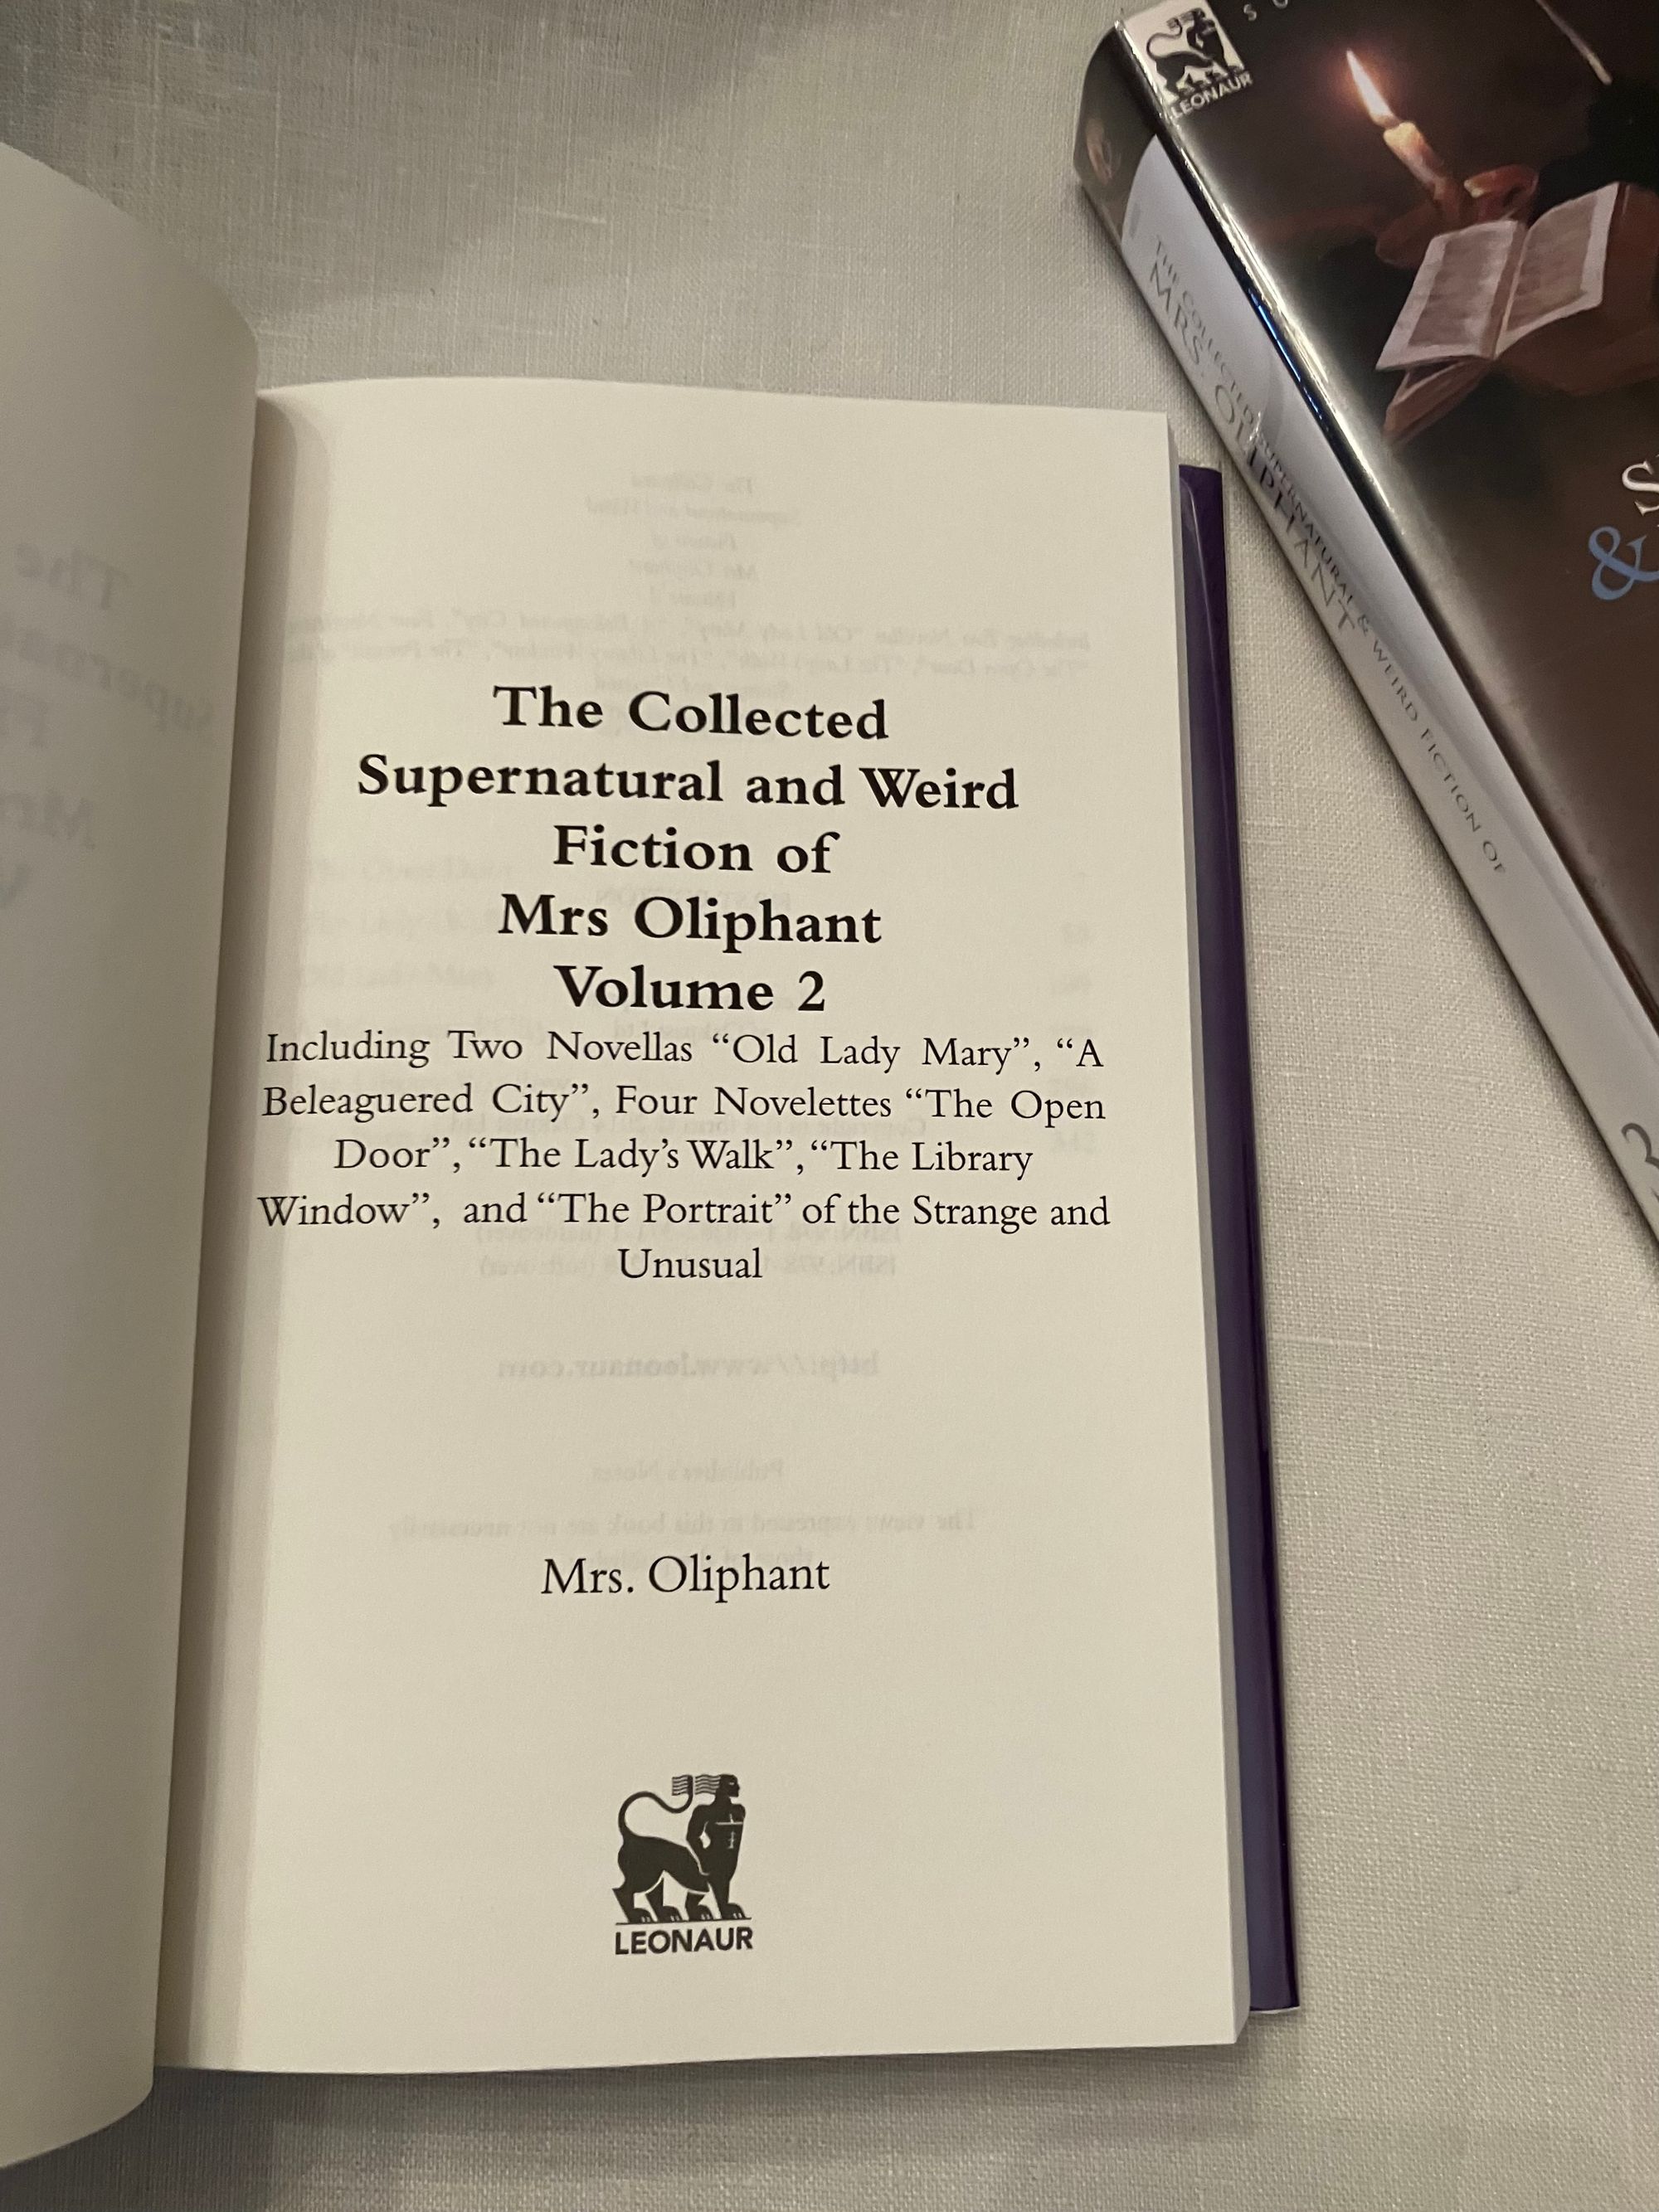 The Collected
Supernatural and Weird
Fiction of
Mrs Oliphant
Volume 2
Including Two Novellas “Old Lady Mary”, “A
Beleaguered City”, Four Novelettes “The Open
Door”, “The Lady’s Walk”, “The Library
Window”, and “The Portrait” of the Strange and
Unusual
Mrs. Oliphant
LEONAUR
LEONAUR
THE COLLECTED SUPERNATURAL & WEIRD FICTION OF
MRS. OLIPHANT
&
3